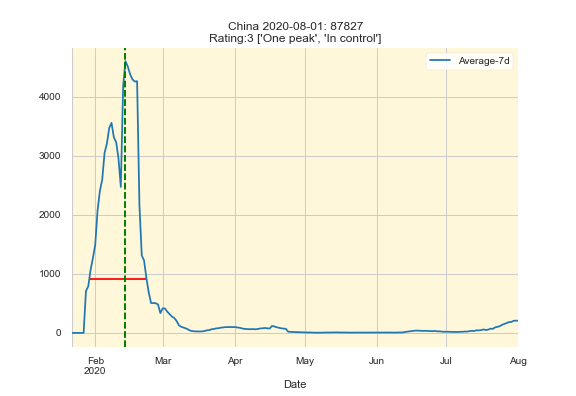 China 2020-08-01: 87827
Rating:3 ['One peak', 'In control']
Average-7d
4000
3000
2000
1000
0
Feb
2020
Mar
Apr
May
Jun
Jul
Aug
Date